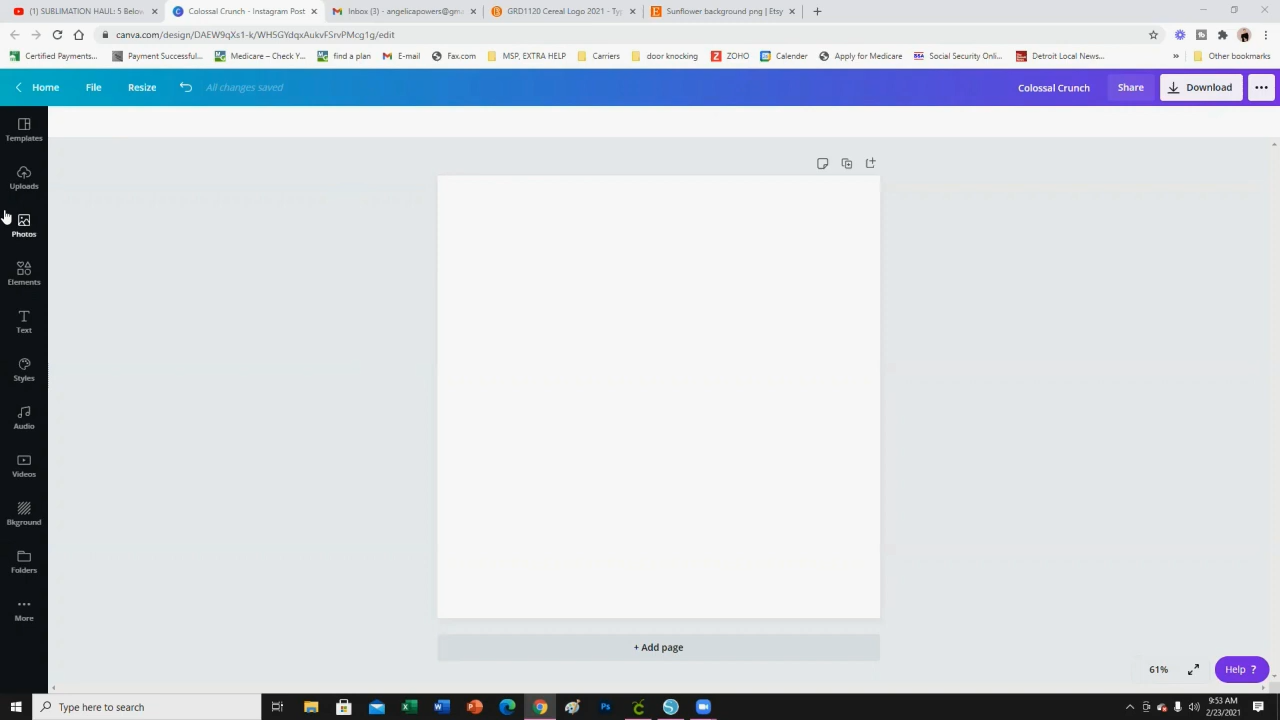 (1) SUBLIMATION HAUL: 5 Below
Colossal Crunch - Instagram Post
Inbox (3) - angelicapowers@gm
GRD1120 Cereal Logo 2021 - Typ
Sunflower background png | Etsy
canva.com/design/DAEW9qXs1-k/WH5GYdqxAukvFSrvPMcg1g/edit
Certified Payments... Payment Successful... Medicare – Check Y... find a plan E-mail Fax.com MSP, EXTRA HELP Carriers door knocking ZOHO Calender Apply for Medicare Social Security Onli... Detroit Local News... » Other bookmarks
Home File Resize All changes saved Colossal Crunch Share Download
Templates
Uploads
Photos
Elements
Text
Styles
Audio
Videos
Bkground
Folders
More
+ Add page
61% Help ?
Type here to search
9:53 AM
2/23/2021